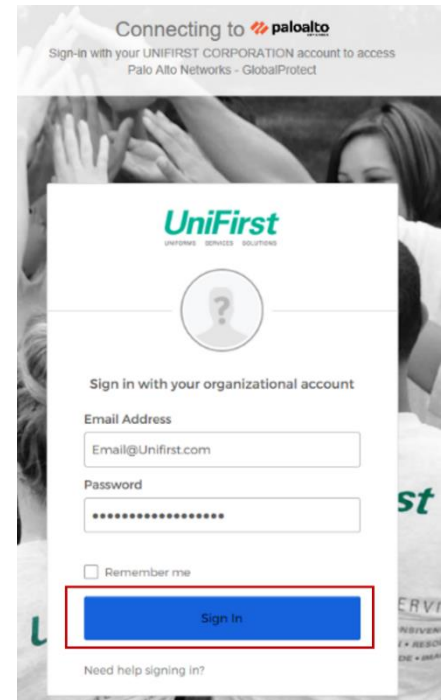 Connecting to paloalto
Sign-in with your UNIFIRST CORPORATION account to access
Palo Alto Networks - GlobalProtect
UniFirst
UNIFORMS SERVICES SOLUTIONS
?
Sign in with your organizational account
Email Address
Email@Unifirst.com
Password
Remember me
Sign In
Need help signing in?
st
U